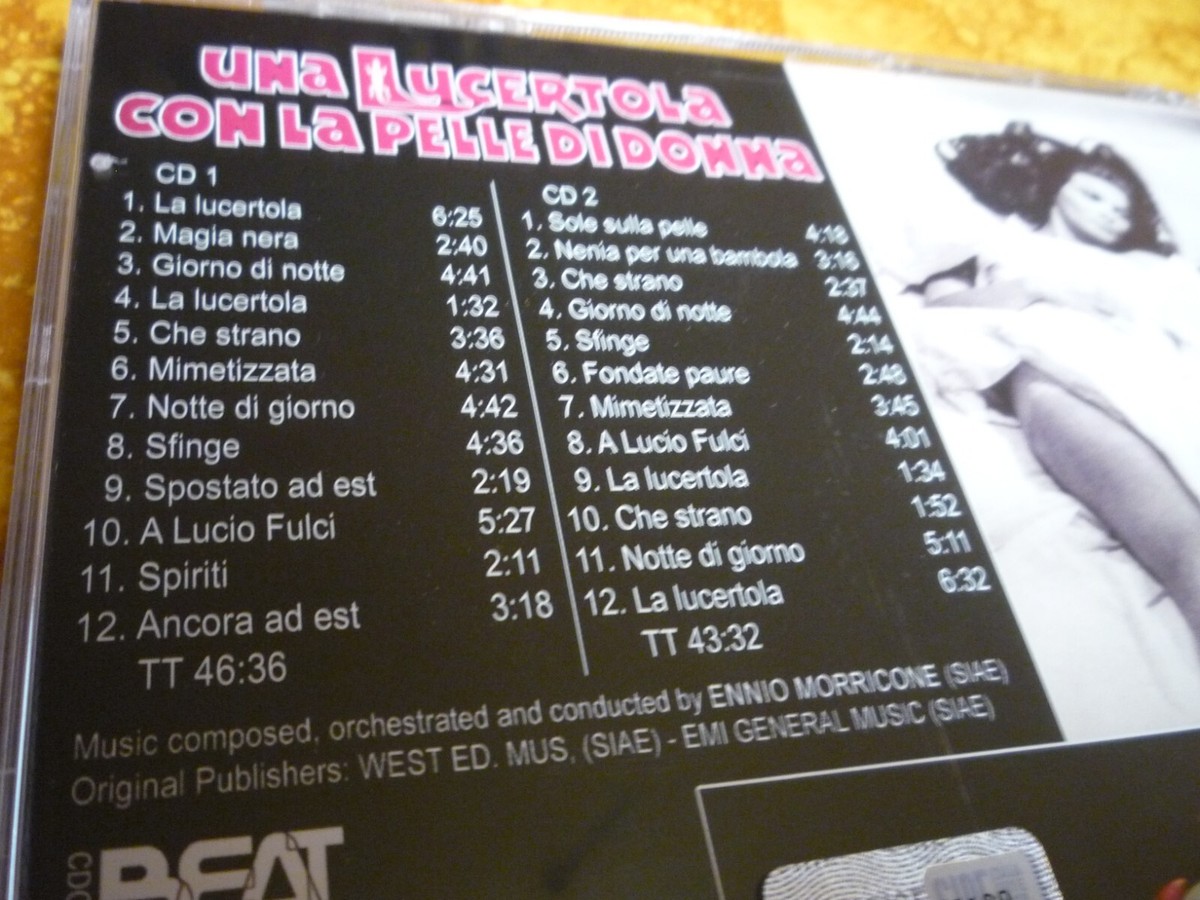 UNA LUCERTOLA
CON LA PELLE DI DONNA
CD 1
1. La lucertola 6:25
2. Magia nera 2:40
3. Giorno di notte 4:41
4. La lucertola 1:32
5. Che strano 3:36
6. Mimetizzata 4:31
7. Notte di giorno 4:42
8. Sfinge 4:36
9. Spostato ad est 2:19
10. A Lucio Fulci 5:27
11. Spiriti 2:11
12. Ancora ad est 3:18
TT 46:36
CD 2
1. Sole sulla pelle 4:18
2. Nenia per una bambola 3:16
3. Che strano 2:37
4. Giorno di notte 4:44
5. Sfinge 2:14
6. Fondate paure 2:48
7. Mimetizzata 3:45
8. A Lucio Fulci 4:01
9. La lucertola 1:34
10. Che strano 1:52
11. Notte di giorno 5:11
12. La lucertola 6:32
TT 43:32
Music composed, orchestrated and conducted by ENNIO MORRICONE (SIAE)
Original Publishers: WEST ED. MUS, (SIAE) - EMI GENERAL MUSIC (SIAE)
BEAT